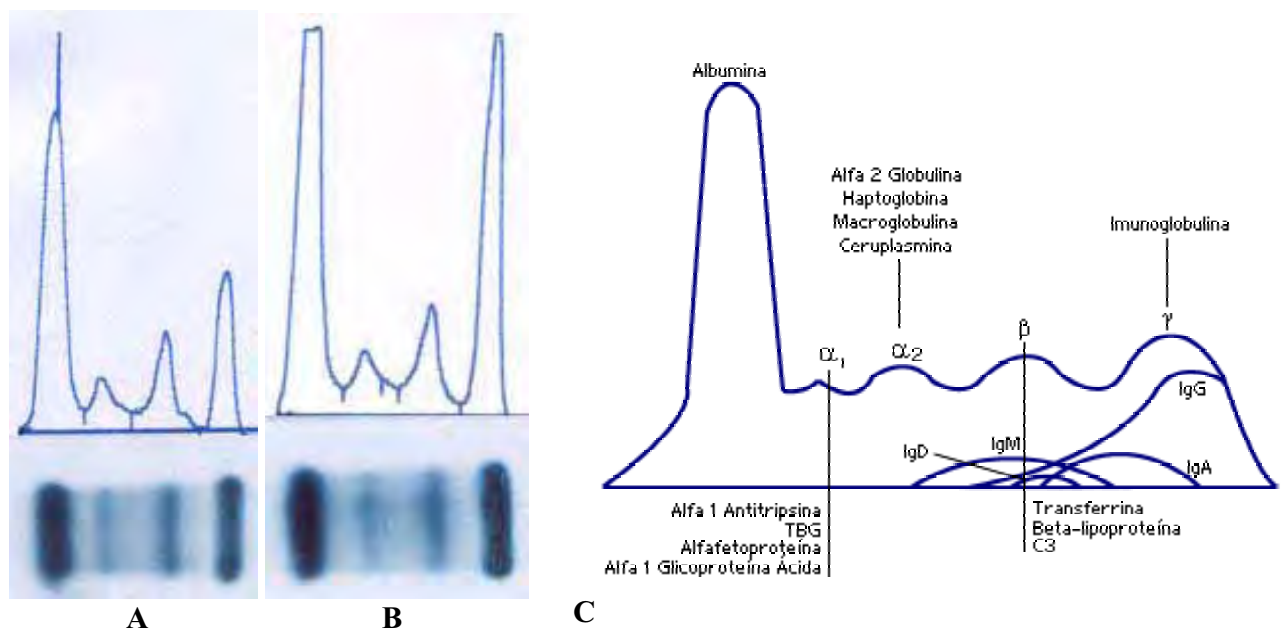 Albumina
Alfa 2 Globulina
Haptoglobina
Macroglobulina
Ceruplasmina
Imunoglobulina
α1
α2
β
γ
IgG
IgM
IgD
IgA
Alfa 1 Antitripsina
TBG
Alfafetoproteína
Alfa 1 Glicoproteína Ácida
Transferrina
Beta-lipoproteína
C3
A
B
C